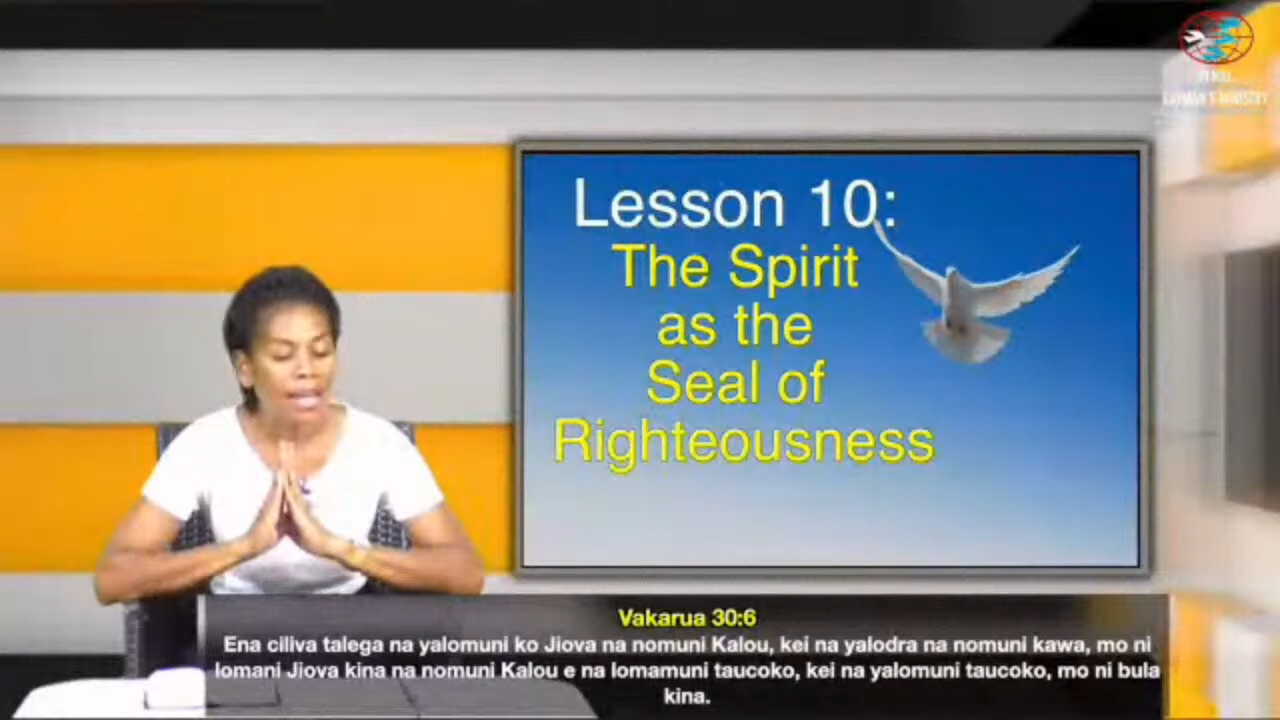 LAYMAN'S MINISTRY
Lesson 10:
The Spirit
as the
Seal of
Righteousness
Vakarua 30:6
Ena ciliva talega na yalomuni ko Jiova na nomuni Kalou, kei na yalodra na nomuni kawa, mo ni
lomani Jiova kina na nomuni Kalou e na lomamuni taucoko, kei na yalomuni taucoko, mo ni bula
kina.